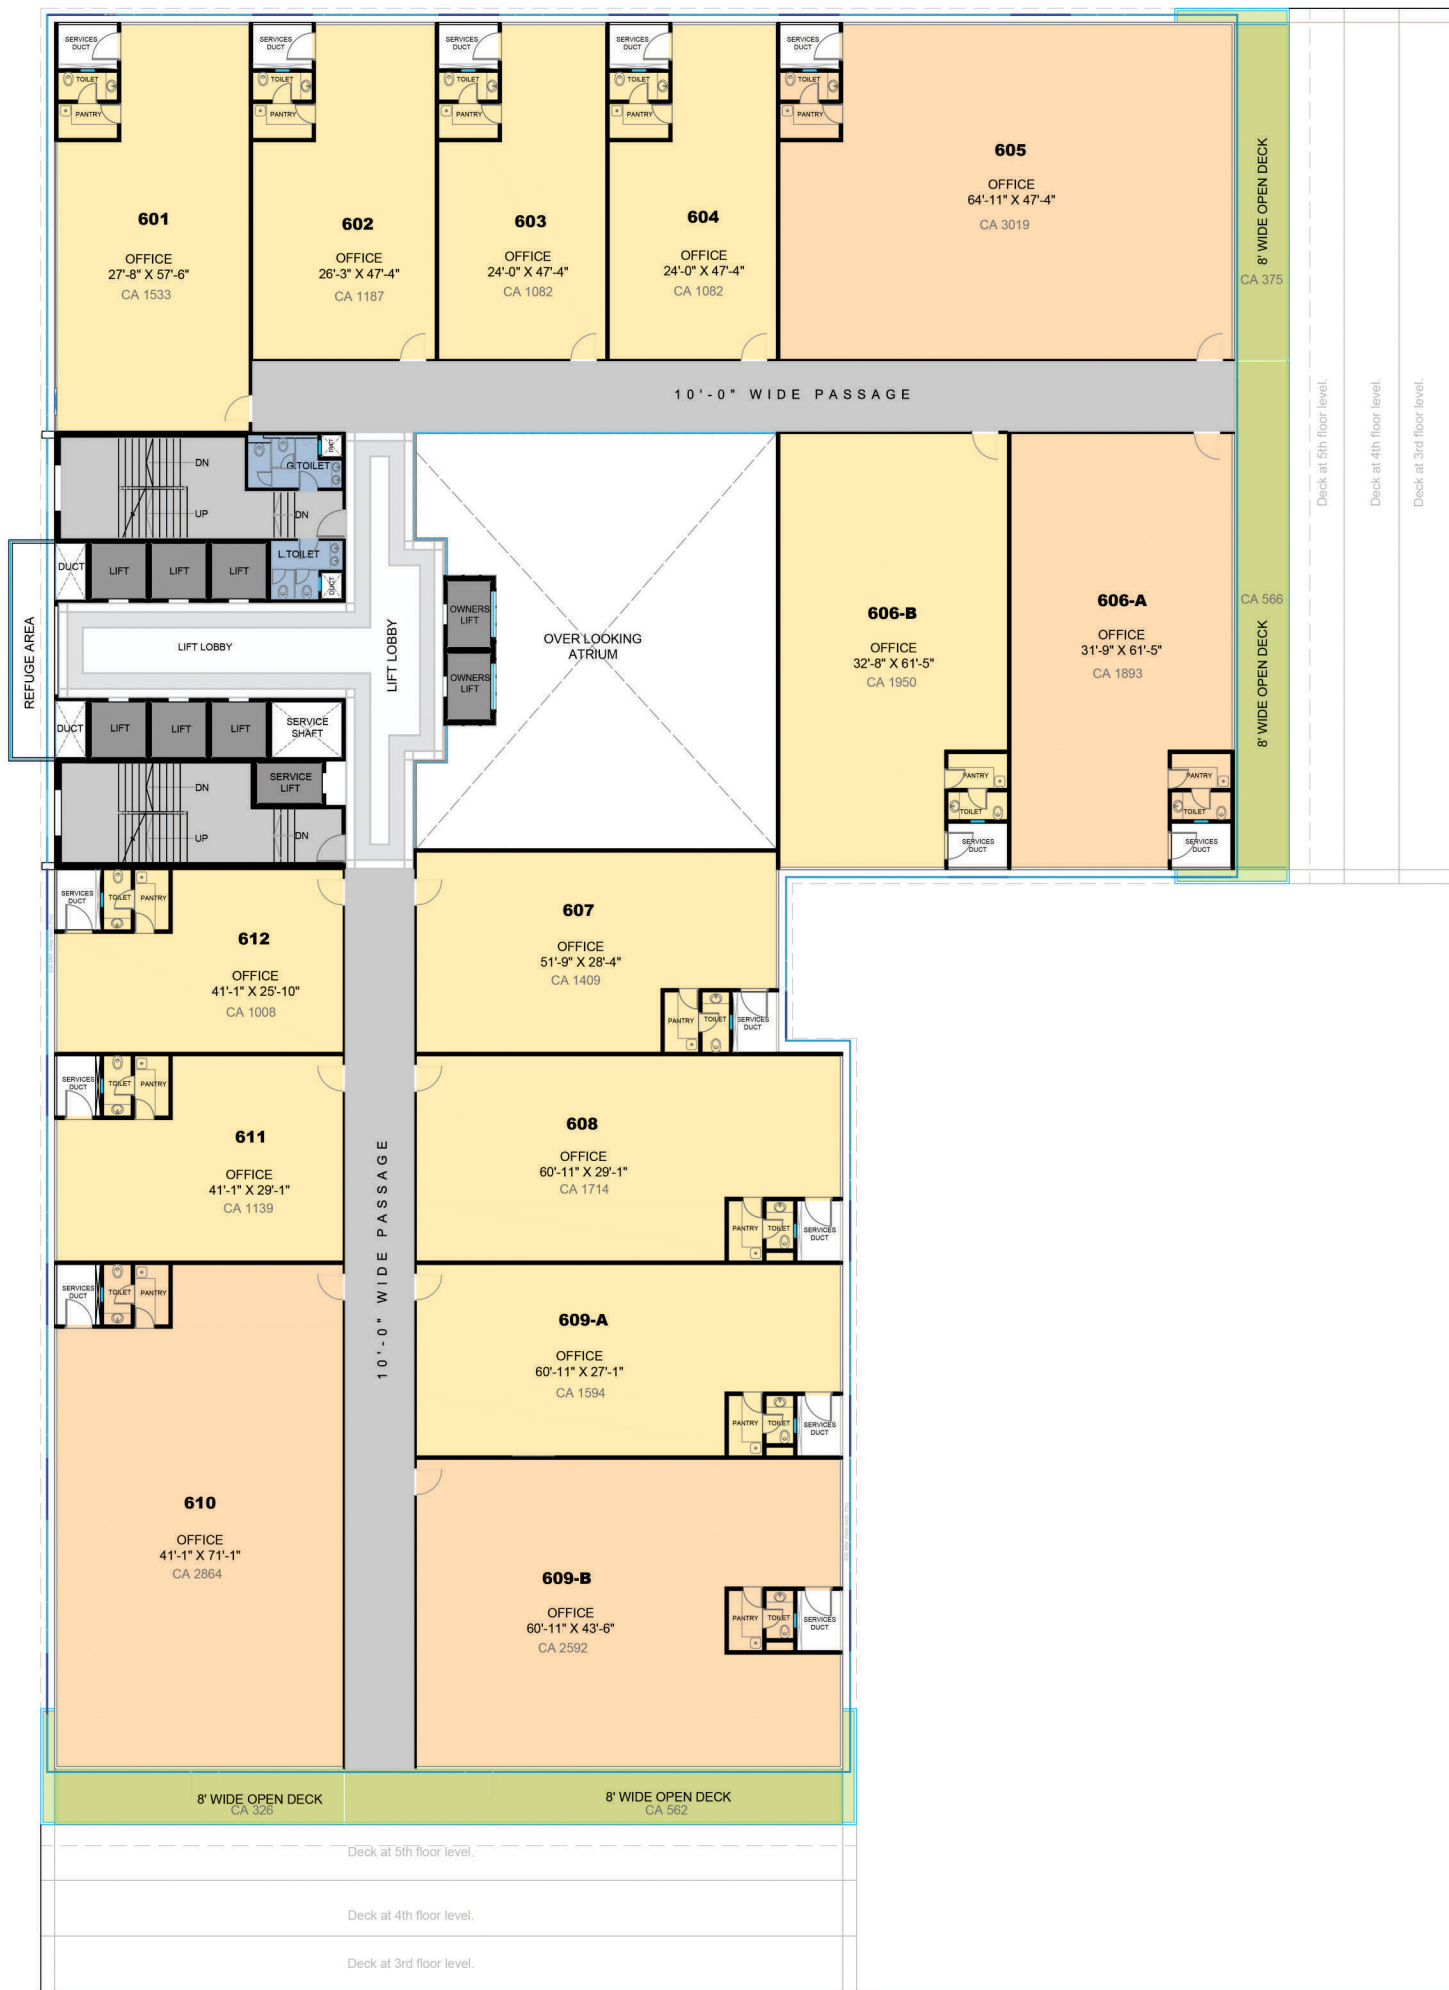 SERVICES
DUCT
TOILET
PANTRY
601
OFFICE
27'-8" X 57'-6"
CA 1533
SERVICES
DUCT
TOILET
PANTRY
602
OFFICE
26'-3" X 47'-4"
CA 1187
SERVICES
DUCT
TOILET
PANTRY
603
OFFICE
24'-0" X 47'-4"
CA 1082
SERVICES
DUCT
TOILET
PANTRY
604
OFFICE
24'-0" X 47'-4"
CA 1082
SERVICES
DUCT
TOILET
PANTRY
605
OFFICE
64'-11" X 47'-4"
CA 3019
8' WIDE OPEN DECK
CA 375
10'-0" WIDE PASSAGE
Deck at 5th floor level.
Deck at 4th floor level.
Deck at 3rd floor level.
DN
UP
DN
G.TOILET
DUCT
L.TOILET
DUCT
DUCT
LIFT
LIFT
LIFT
REFUGE AREA
LIFT LOBBY
LIFT LOBBY
OWNERS
LIFT
OWNERS
LIFT
OVER LOOKING
ATRIUM
606-B
OFFICE
32'-8" X 61'-5"
CA 1950
PANTRY
TOILET
SERVICES
DUCT
606-A
OFFICE
31'-9" X 61'-5"
CA 1893
PANTRY
TOILET
SERVICES
DUCT
CA 566
8' WIDE OPEN DECK
DUCT
LIFT
LIFT
LIFT
SERVICE
SHAFT
SERVICE
LIFT
DN
UP
DN
SERVICES
DUCT
TOILET
PANTRY
612
OFFICE
41'-1" X 25'-10"
CA 1008
607
OFFICE
51'-9" X 28'-4"
CA 1409
PANTRY
TOILET
SERVICES
DUCT
SERVICES
DUCT
TOILET
PANTRY
611
OFFICE
41'-1" X 29'-1"
CA 1139
10'-0" WIDE PASSAGE
608
OFFICE
60'-11" X 29'-1"
CA 1714
PANTRY
TOILET
SERVICES
DUCT
SERVICES
DUCT
TOILET
PANTRY
609-A
OFFICE
60'-11" X 27'-1"
CA 1594
PANTRY
TOILET
SERVICES
DUCT
610
OFFICE
41'-1" X 71'-1"
CA 2864
609-B
OFFICE
60'-11" X 43'-6"
CA 2592
PANTRY
TOILET
SERVICES
DUCT
8' WIDE OPEN DECK
CA 326
8' WIDE OPEN DECK
CA 562
Deck at 5th floor level.
Deck at 4th floor level.
Deck at 3rd floor level.